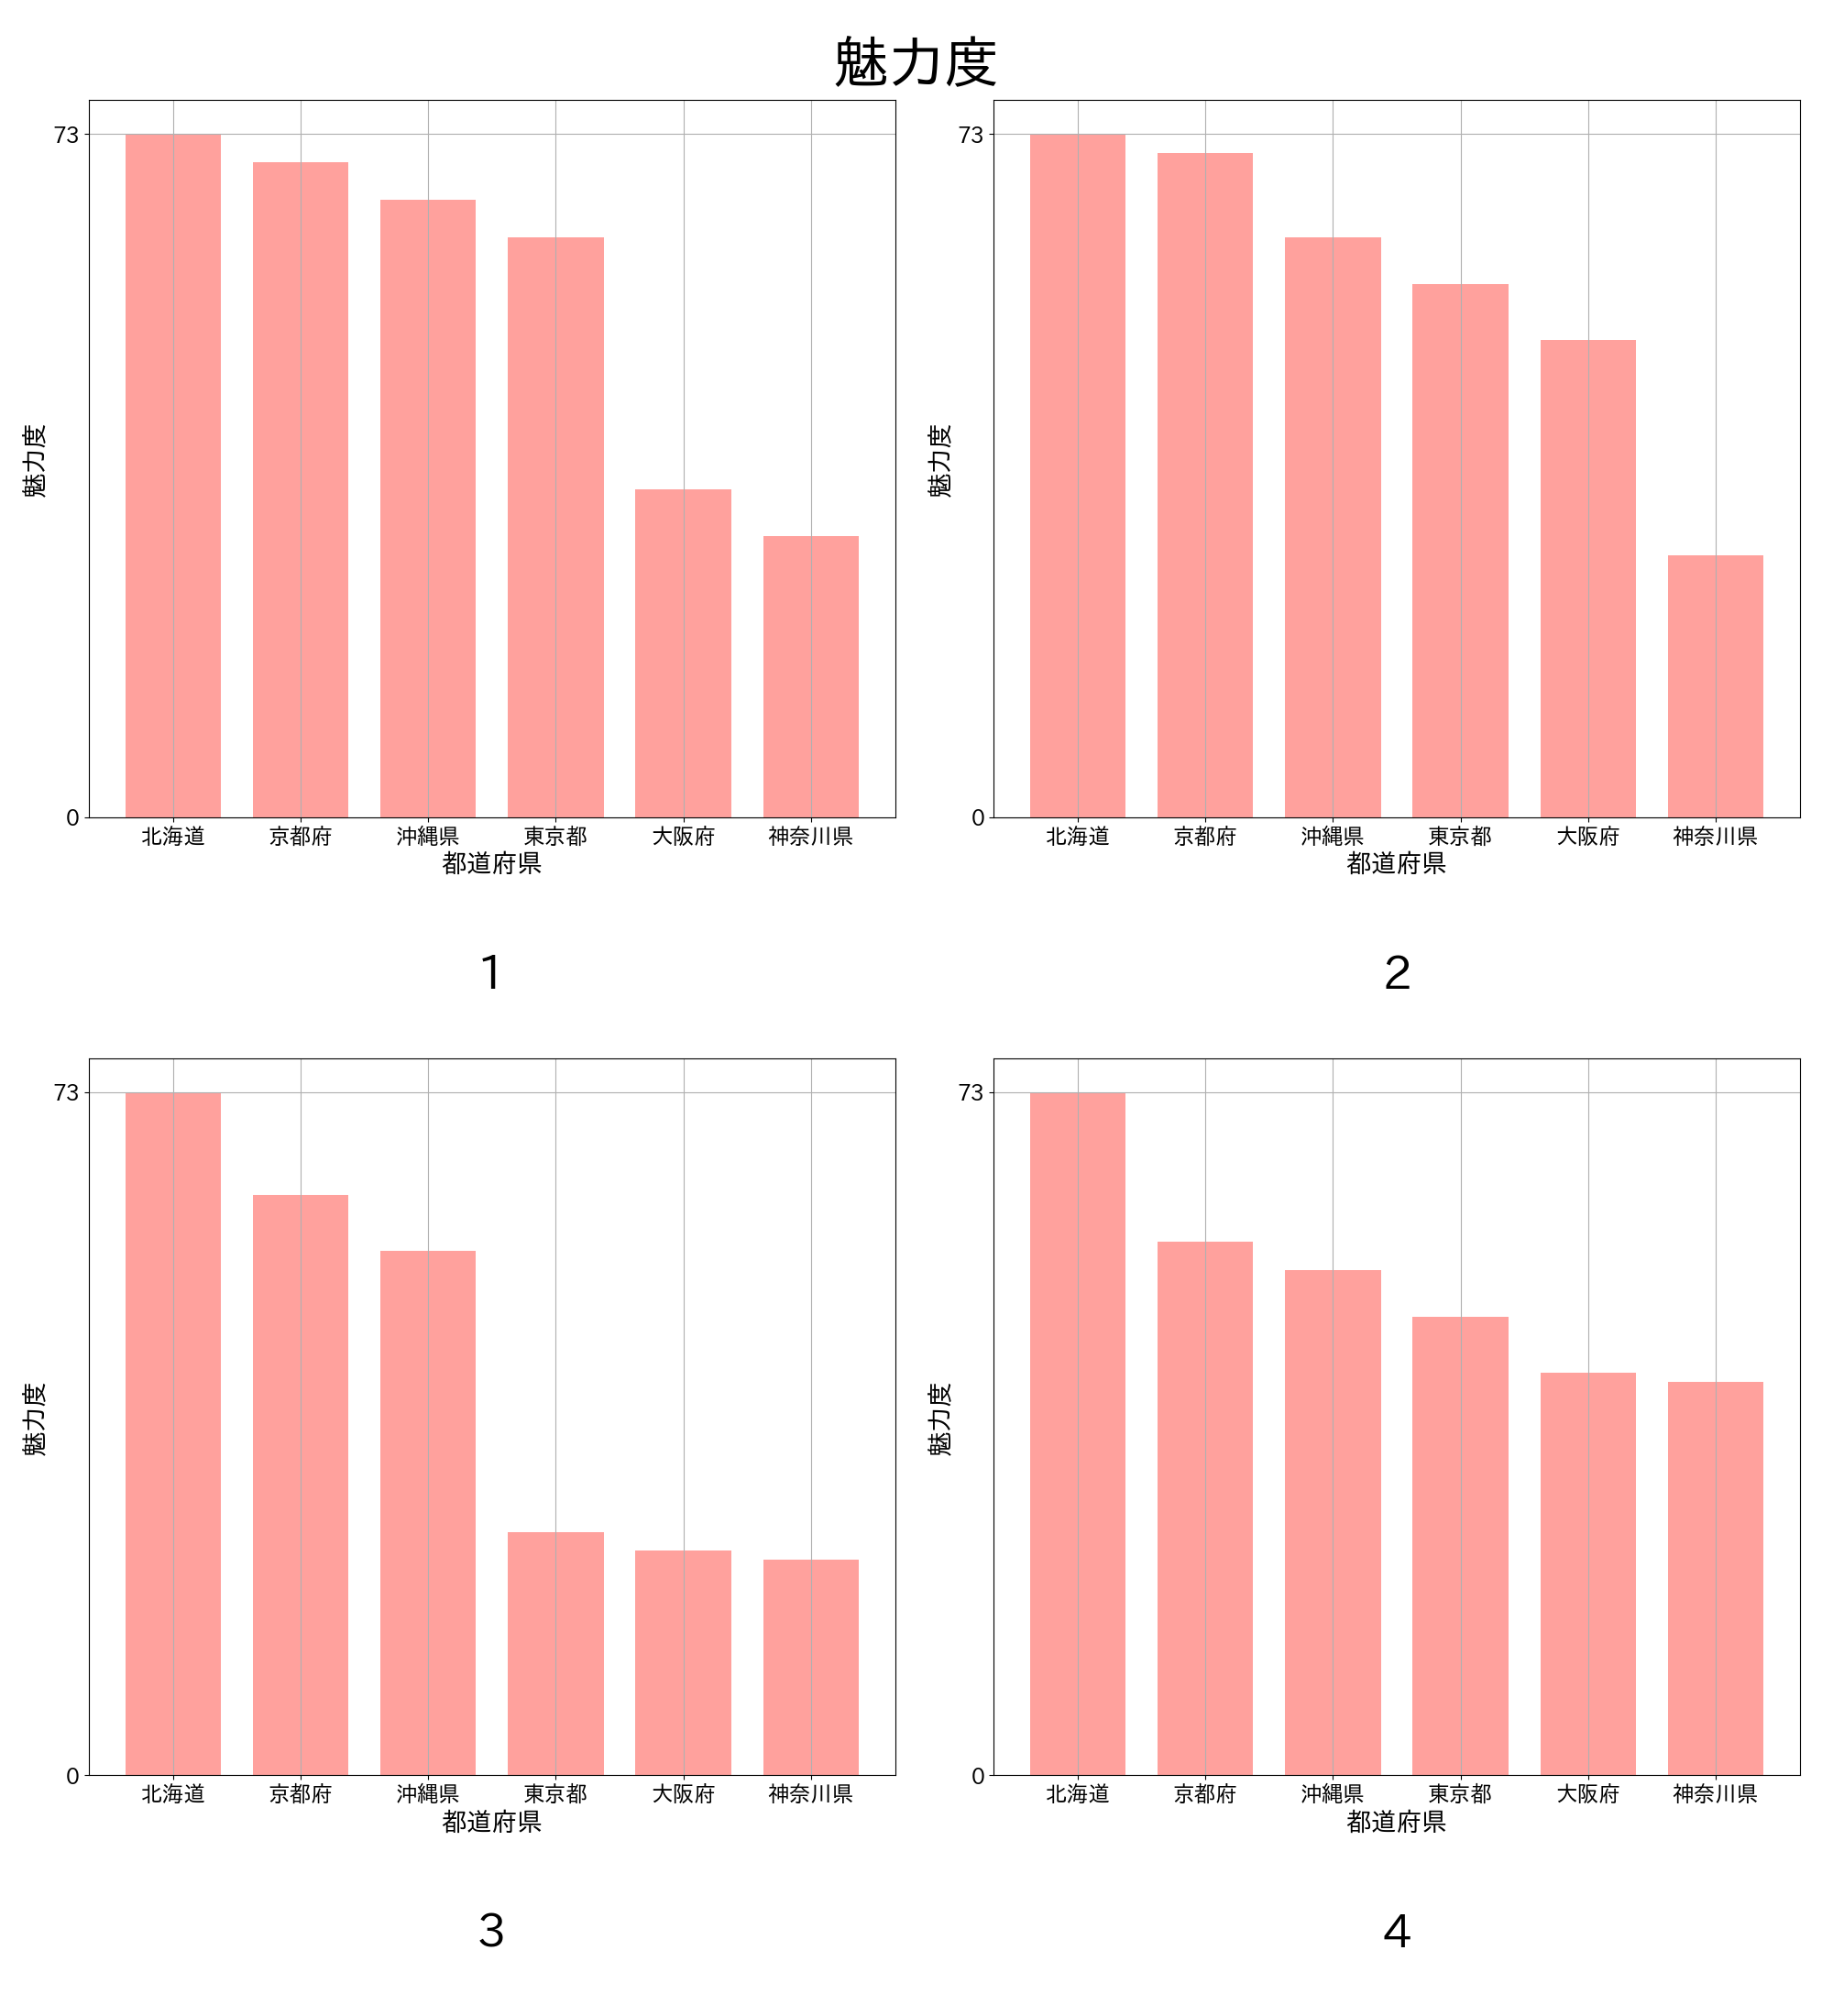 魅力度
73
0
魅力度
北海道 京都府 沖縄県 東京都 大阪府 神奈川県
都道府県
1
73
0
魅力度
北海道 京都府 沖縄県 東京都 大阪府 神奈川県
都道府県
2
73
0
魅力度
北海道 京都府 沖縄県 東京都 大阪府 神奈川県
都道府県
3
73
0
魅力度
北海道 京都府 沖縄県 東京都 大阪府 神奈川県
都道府県
4